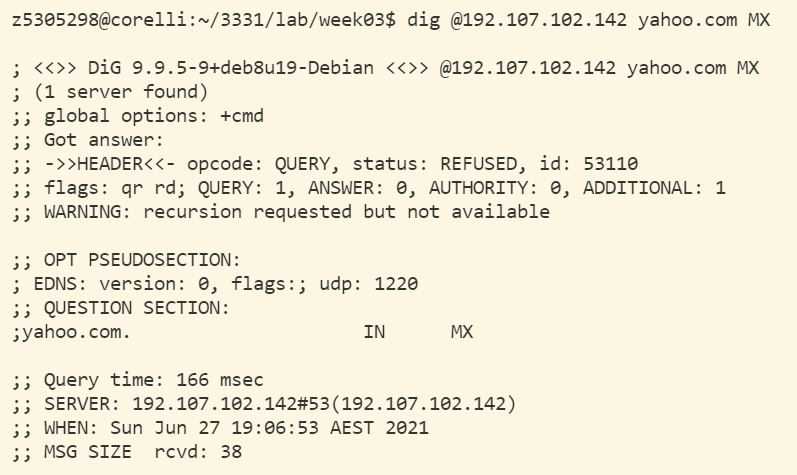 z5305298@corelli:~/3331/lab/week03$ dig @192.107.102.142 yahoo.com MX
; <<>> DiG 9.9.5-9+deb8u19-Debian <<>> @192.107.102.142 yahoo.com MX
; (1 server found)
;; global options: +cmd
;; Got answer:
;; ->>HEADER<<- opcode: QUERY, status: REFUSED, id: 53110
;; flags: qr rd; QUERY: 1, ANSWER: 0, AUTHORITY: 0, ADDITIONAL: 1
;; WARNING: recursion requested but not available
;; OPT PSEUDOSECTION:
; EDNS: version: 0, flags:; udp: 1220
;; QUESTION SECTION:
;yahoo.com. IN MX
;; Query time: 166 msec
;; SERVER: 192.107.102.142#53(192.107.102.142)
;; WHEN: Sun Jun 27 19:06:53 AEST 2021
;; MSG SIZE rcvd: 38